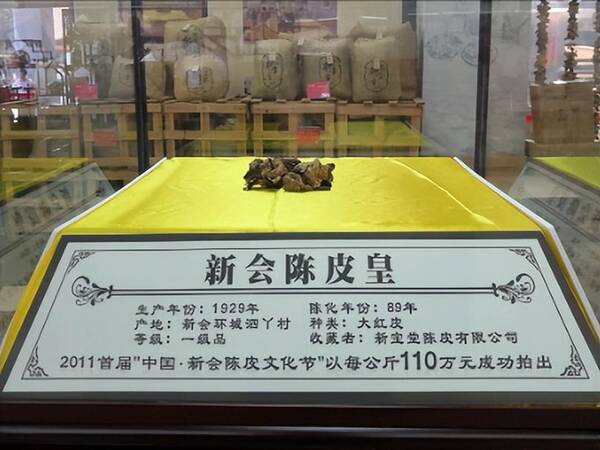 新会陈皮皇
生产年份：1929年 陈化年份：89年
产地：新会环城泗丫村 种类：大红皮
等级：一级品 收藏者：新宝堂陈皮有限公司
2011首届"中国·新会陈皮文化节"以每公斤110万元成功拍出